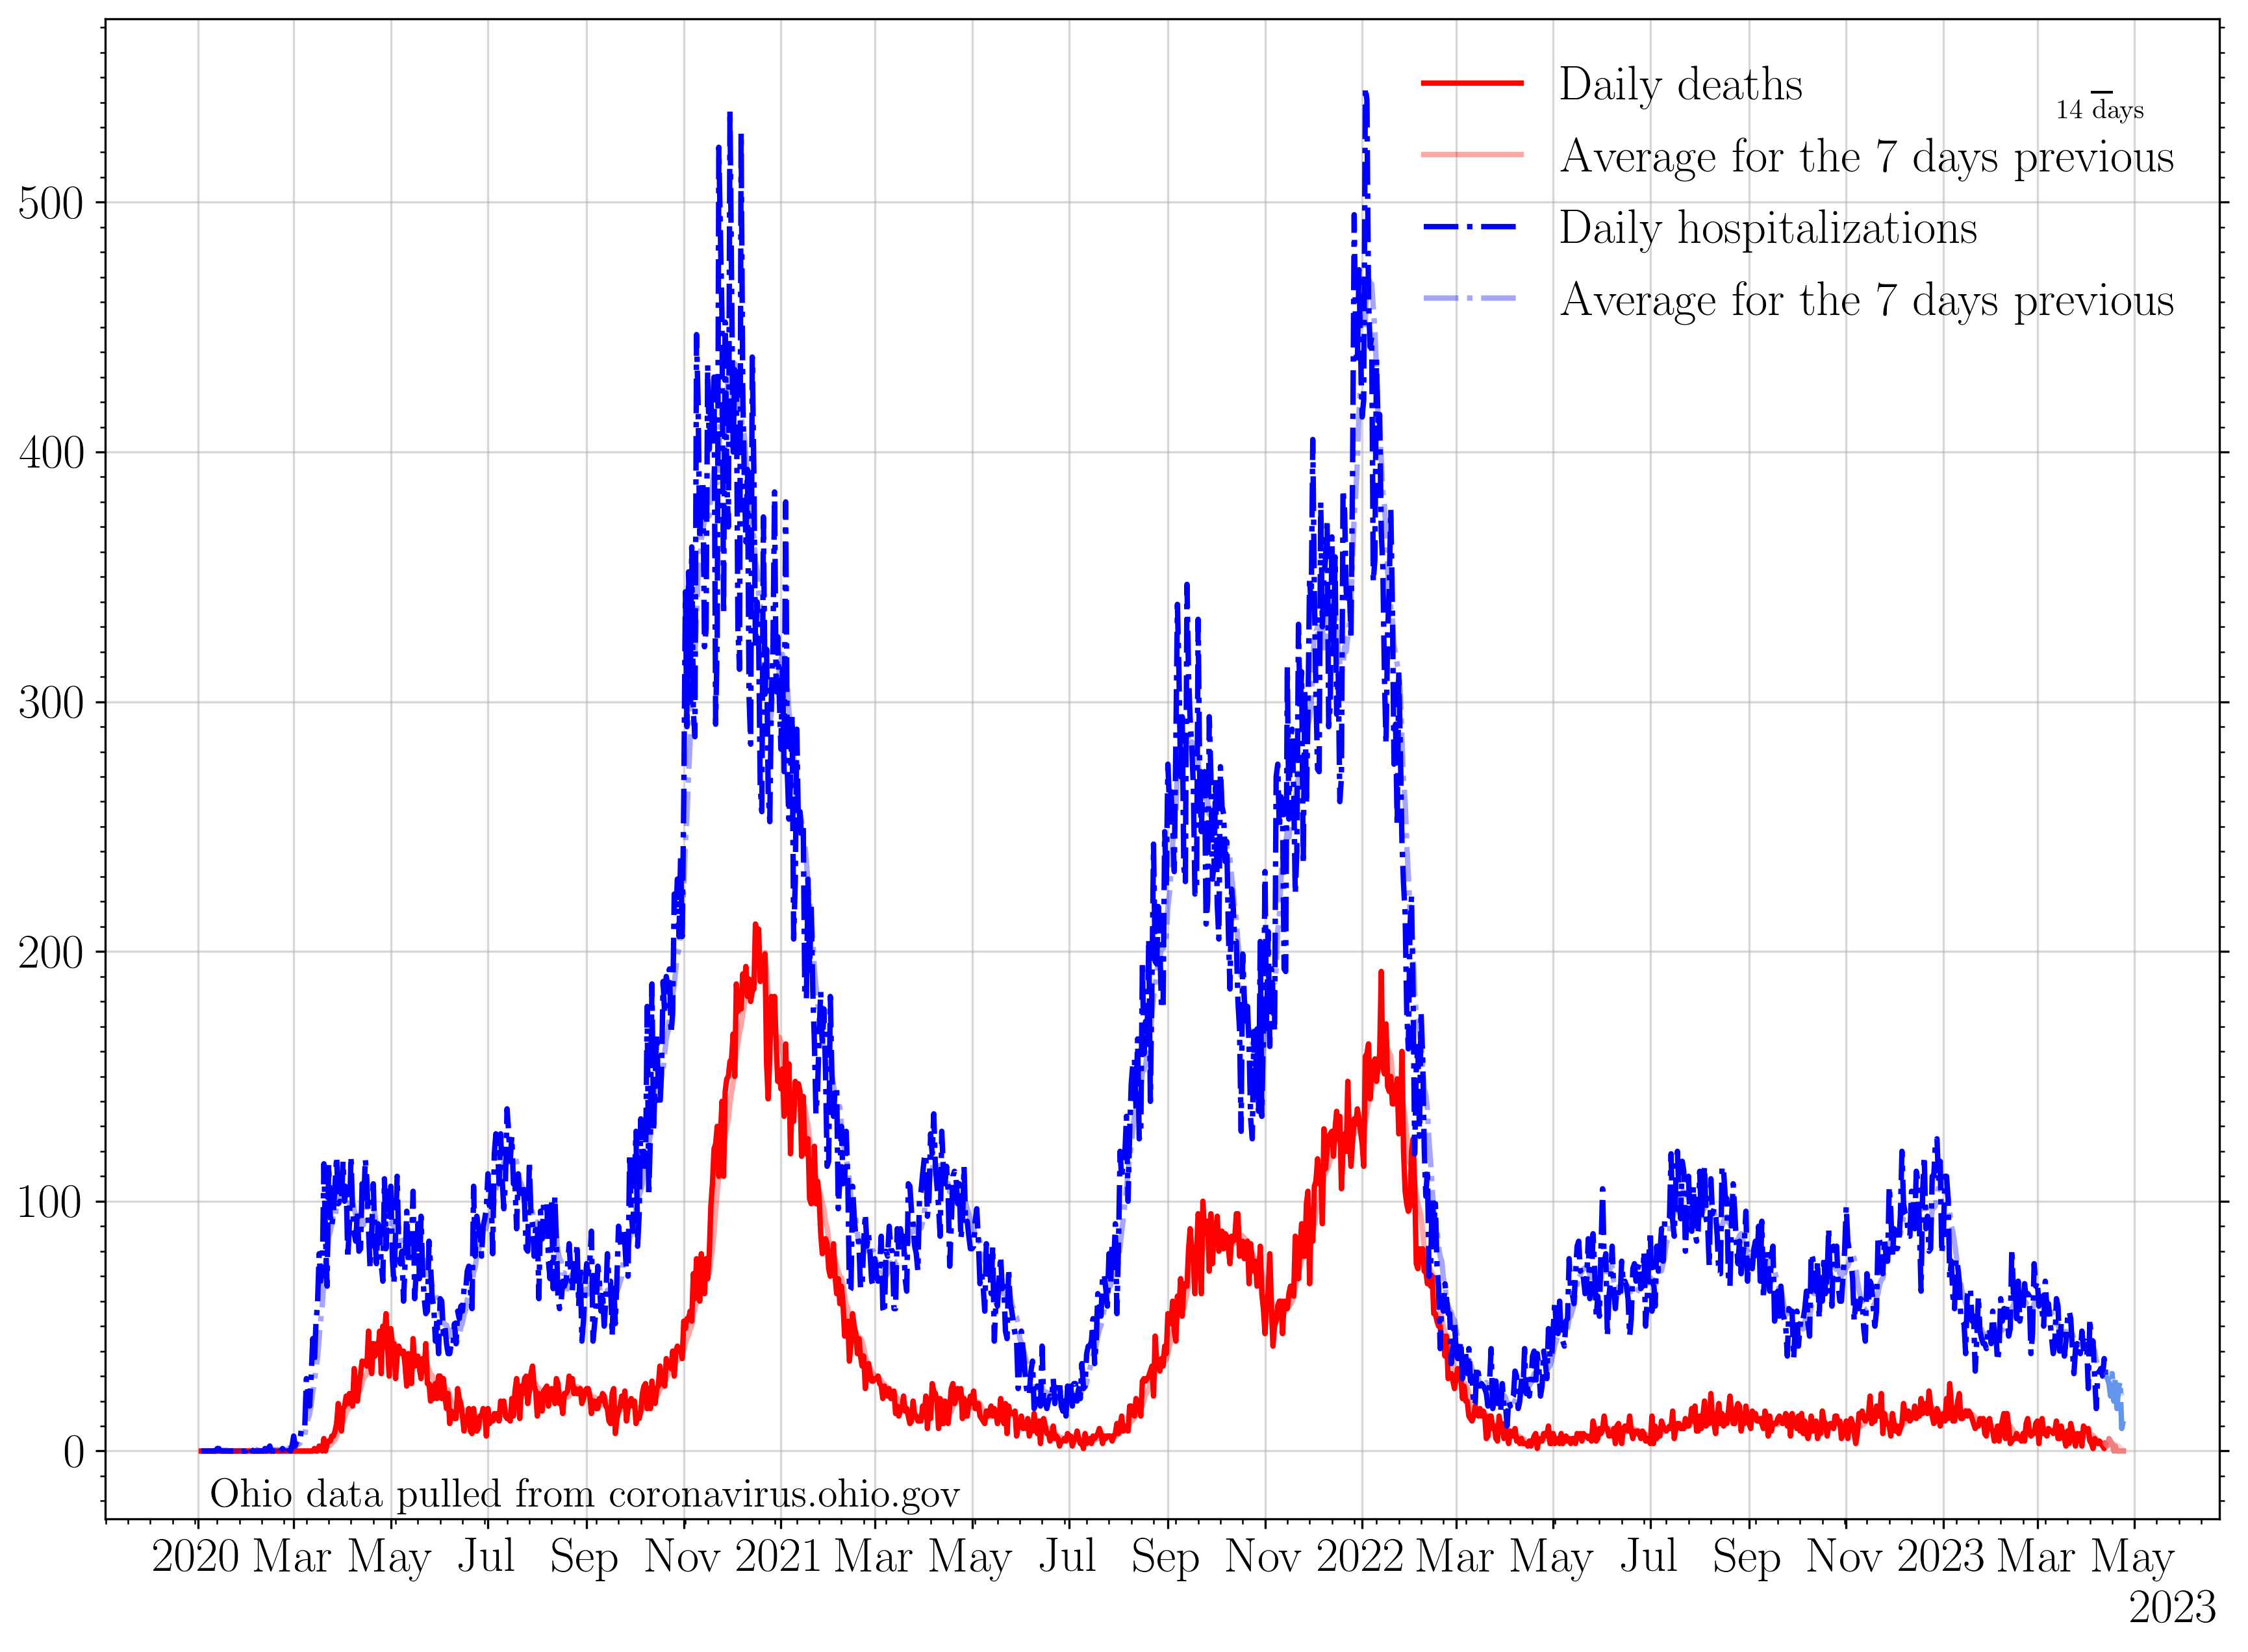 Daily deaths
14 days
Average for the 7 days previous
Daily hospitalizations
Average for the 7 days previous
500
400
300
200
100
0
Ohio data pulled from coronavirus.ohio.gov
2020 Mar May Jul Sep Nov 2021 Mar May Jul Sep Nov 2022 Mar May Jul Sep Nov 2023 Mar May
2023